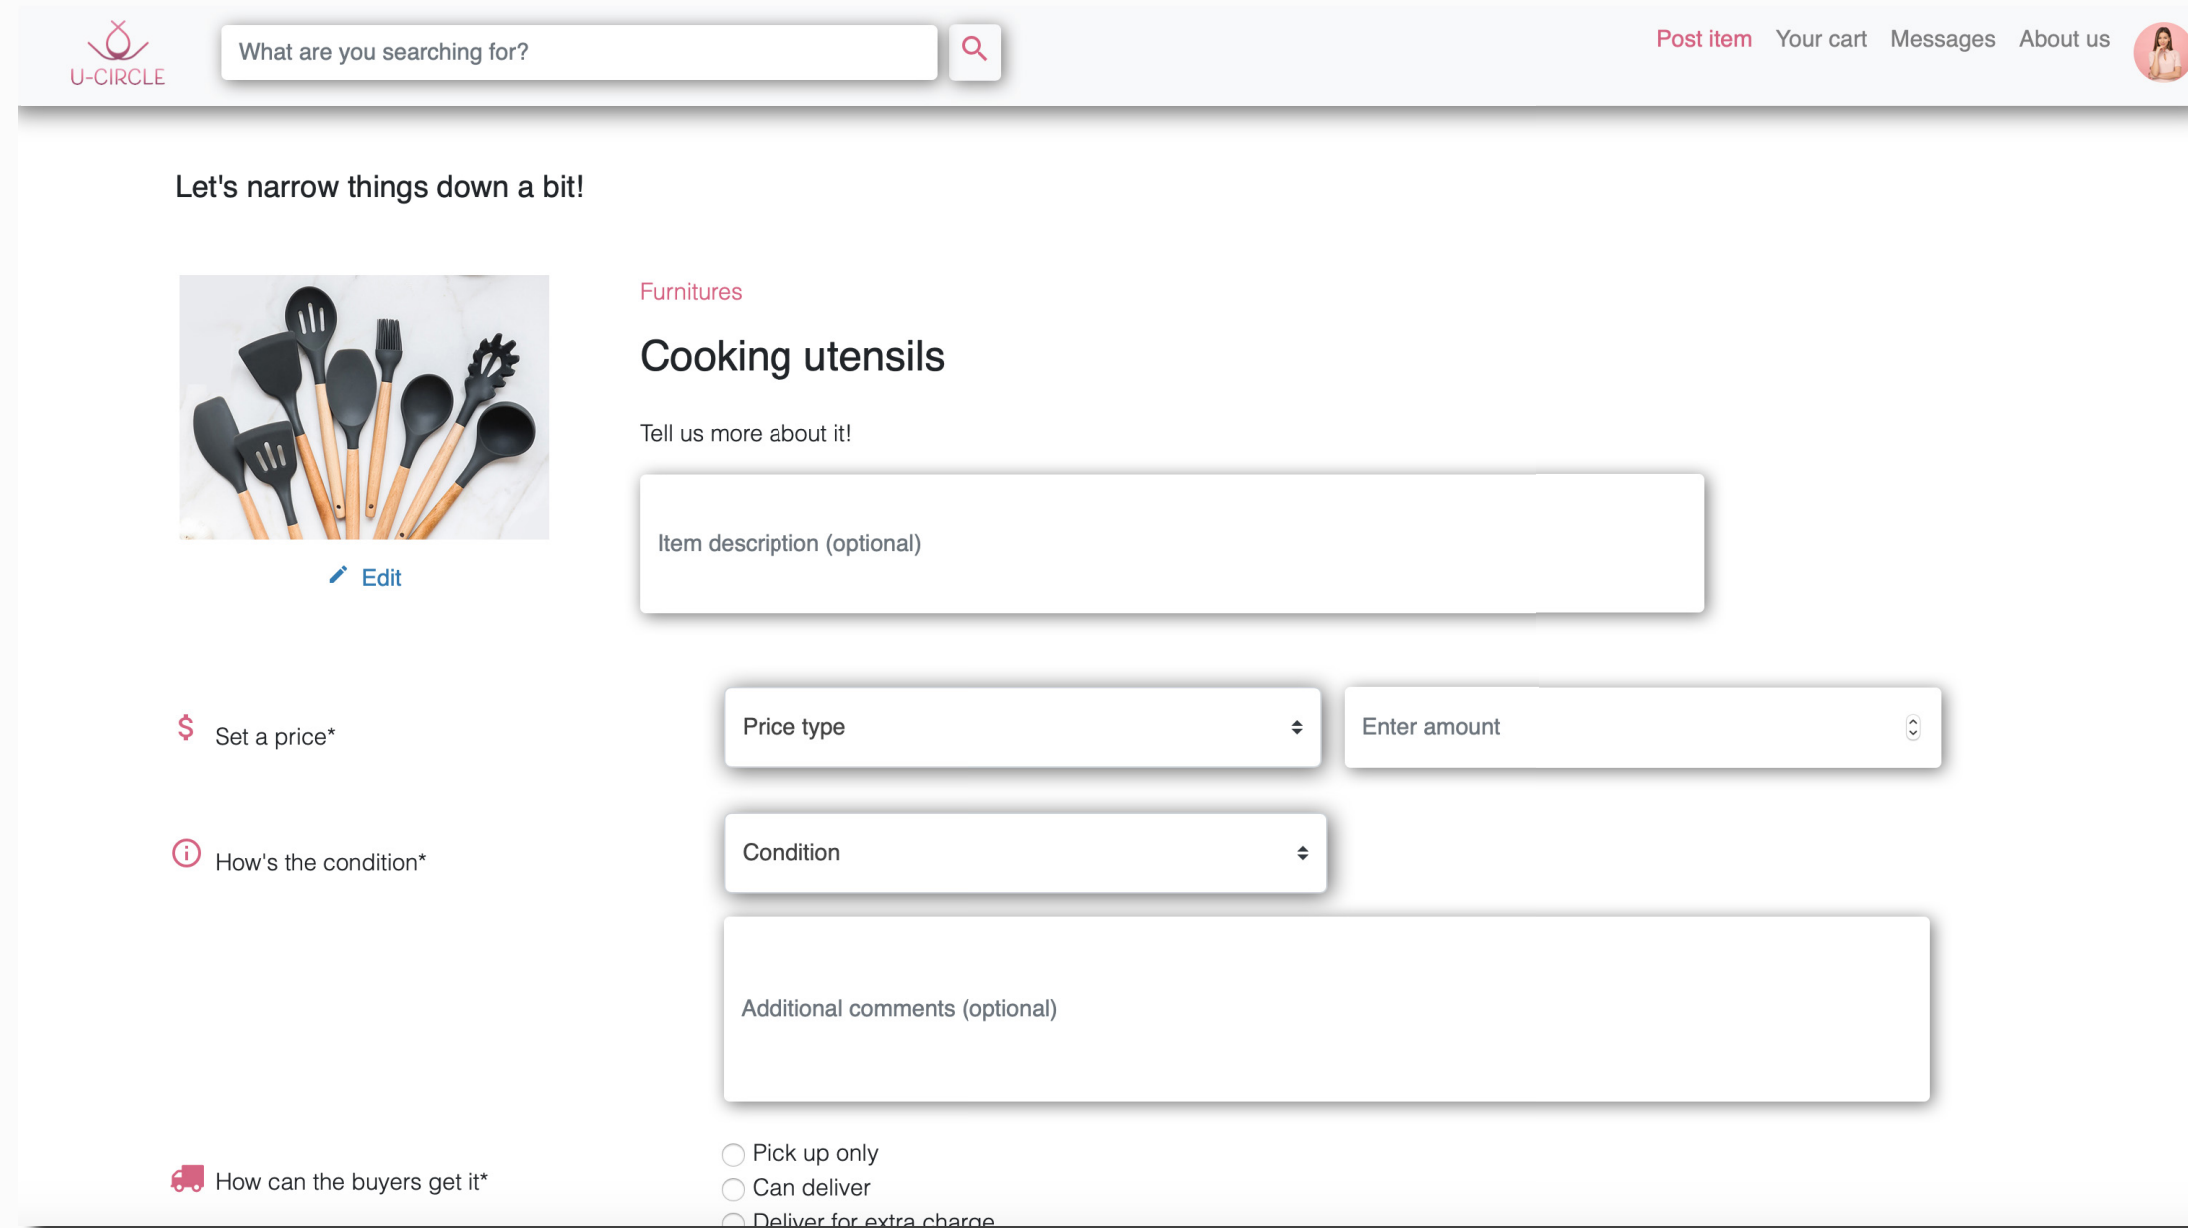 U-CIRCLE
What are you searching for?
Post item
Your cart
Messages
About us
Let's narrow things down a bit!
Furnitures
Cooking utensils
Tell us more about it!
Item description (optional)
Edit
$ Set a price*
Price type
Enter amount
How's the condition*
Condition
Additional comments (optional)
How can the buyers get it*
Pick up only
Can deliver
Deliver for extra charge